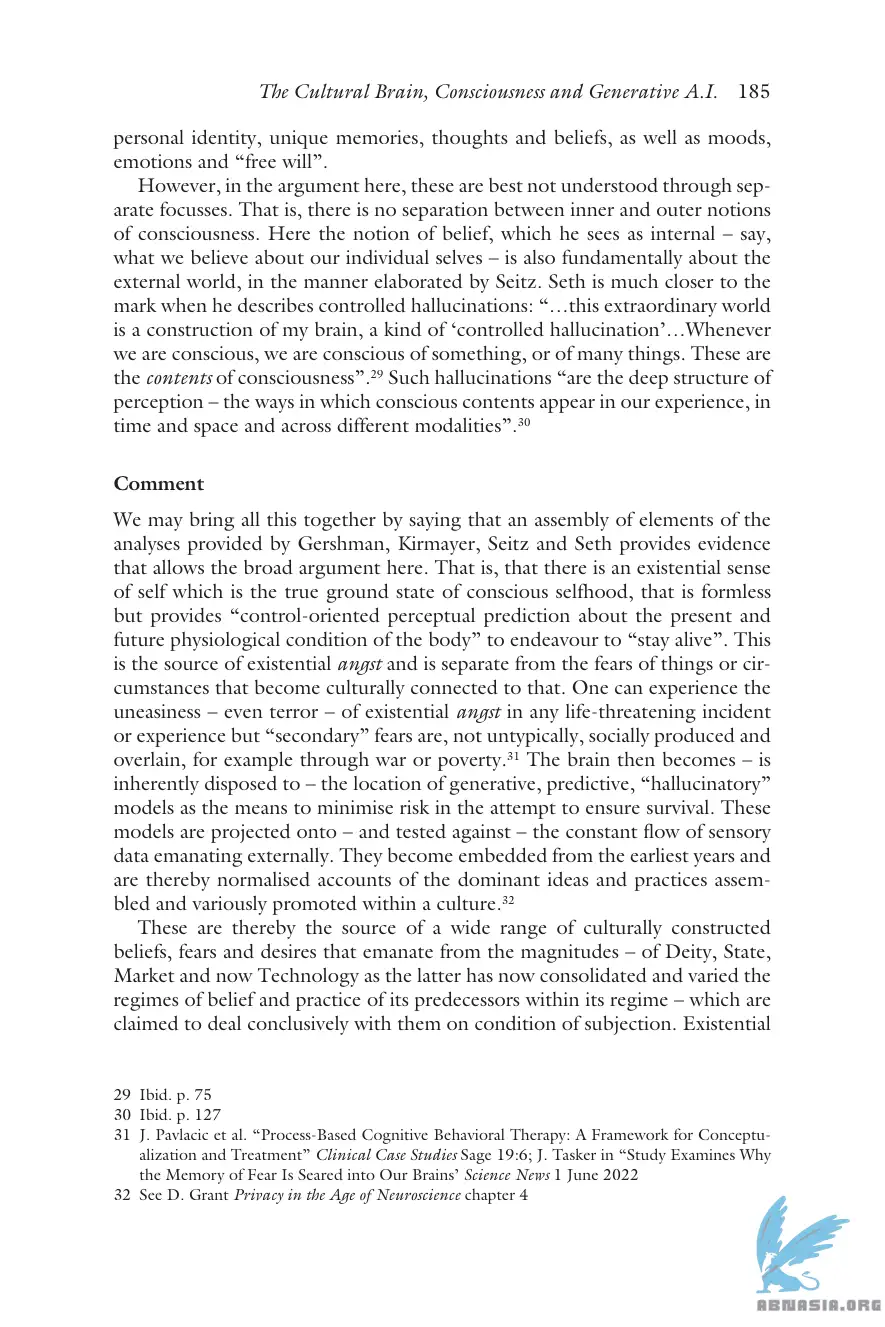 The Cultural Brain, Consciousness and Generative A.I. 185
personal identity, unique memories, thoughts and beliefs, as well as moods,
emotions and “free will”.
However, in the argument here, these are best not understood through sep-
arate focusses. That is, there is no separation between inner and outer notions
of consciousness. Here the notion of belief, which he sees as internal – say,
what we believe about our individual selves – is also fundamentally about the
external world, in the manner elaborated by Seitz. Seth is much closer to the
mark when he describes controlled hallucinations: “…this extraordinary world
is a construction of my brain, a kind of ‘controlled hallucination’…Whenever
we are conscious, we are conscious of something, or of many things. These are
the contents of consciousness”.²⁹ Such hallucinations “are the deep structure of
perception – the ways in which conscious contents appear in our experience, in
time and space and across different modalities”.³⁰
Comment
We may bring all this together by saying that an assembly of elements of the
analyses provided by Gershman, Kirmayer, Seitz and Seth provides evidence
that allows the broad argument here. That is, that there is an existential sense
of self which is the true ground state of conscious selfhood, that is formless
but provides “control-oriented perceptual prediction about the present and
future physiological condition of the body” to endeavour to “stay alive”. This
is the source of existential angst and is separate from the fears of things or cir-
cumstances that become culturally connected to that. One can experience the
uneasiness – even terror – of existential angst in any life-threatening incident
or experience but “secondary” fears are, not untypically, socially produced and
overlain, for example through war or poverty.³¹ The brain then becomes – is
inherently disposed to – the location of generative, predictive, “hallucinatory”
models as the means to minimise risk in the attempt to ensure survival. These
models are projected onto – and tested against – the constant flow of sensory
data emanating externally. They become embedded from the earliest years and
are thereby normalised accounts of the dominant ideas and practices assem-
bled and variously promoted within a culture.³²
These are thereby the source of a wide range of culturally constructed
beliefs, fears and desires that emanate from the magnitudes – of Deity, State,
Market and now Technology as the latter has now consolidated and varied the
regimes of belief and practice of its predecessors within its regime – which are
claimed to deal conclusively with them on condition of subjection. Existential
29 Ibid. p. 75
30 Ibid. p. 127
31 J. Pavlacic et al. “Process-Based Cognitive Behavioral Therapy: A Framework for Conceptu-
alization and Treatment” Clinical Case Studies Sage 19:6; J. Tasker in “Study Examines Why
the Memory of Fear Is Seared into Our Brains’ Science News 1 June 2022
32 See D. Grant Privacy in the Age of Neuroscience chapter 4
ABNASIA.ORG